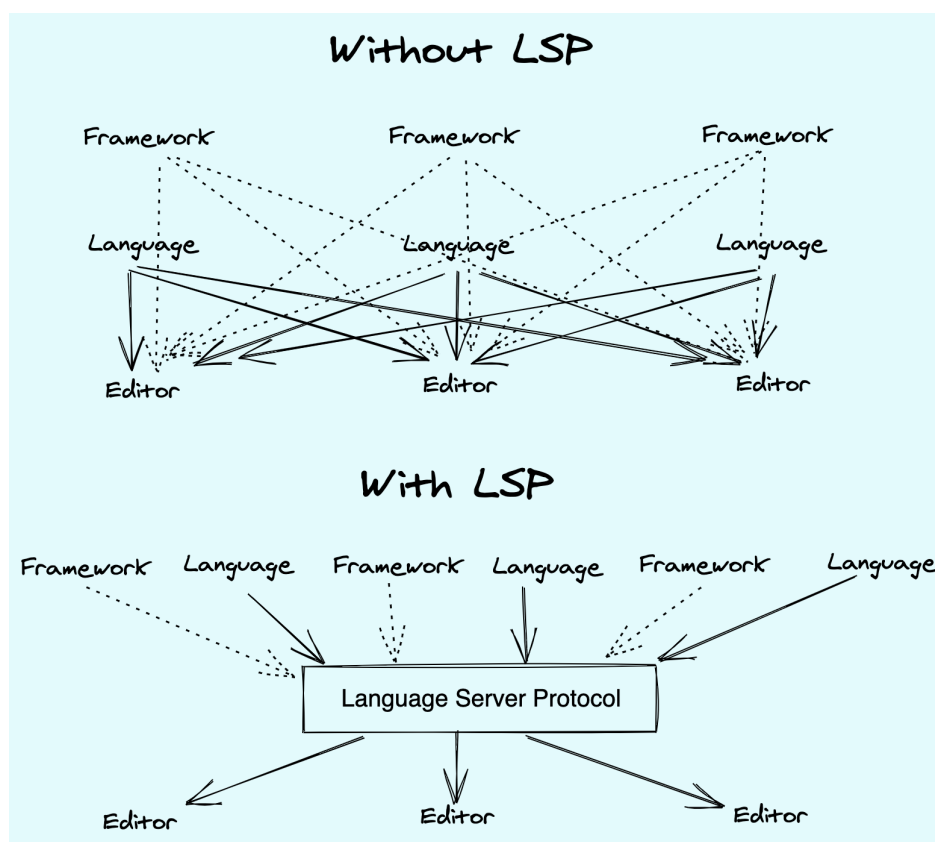 Without LSP
Framework Framework Framework
Language Language Language
Editor Editor Editor
With LSP
Framework Language Framework Language Framework Language
Language Server Protocol
Editor Editor Editor